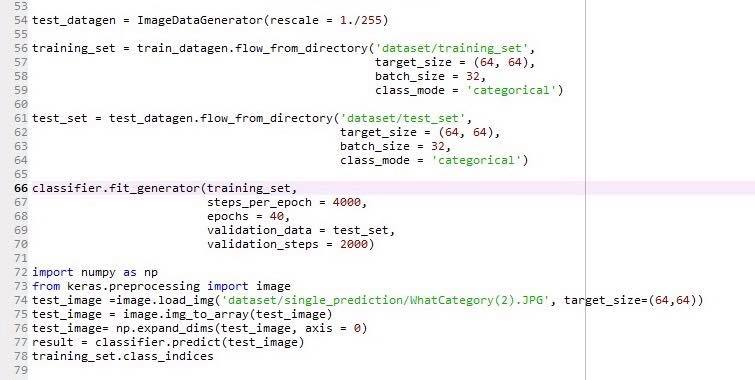 53
54 test_datagen = ImageDataGenerator(rescale = 1./255)
55
56 training_set = train_datagen.flow_from_directory('dataset/training_set',
57                                                  target_size = (64, 64),
58                                                  batch_size = 32,
59                                                  class_mode = 'categorical')
60
61 test_set = test_datagen.flow_from_directory('dataset/test_set',
62                                             target_size = (64, 64),
63                                             batch_size = 32,
64                                             class_mode = 'categorical')
65
66 classifier.fit_generator(training_set,
67                          steps_per_epoch = 4000,
68                          epochs = 40,
69                          validation_data = test_set,
70                          validation_steps = 2000)
71
72 import numpy as np
73 from keras.preprocessing import image
74 test_image =image.load_img('dataset/single_prediction/WhatCategory(2).JPG', target_size=(64,64))
75 test_image = image.img_to_array(test_image)
76 test_image= np.expand_dims(test_image, axis = 0)
77 result = classifier.predict(test_image)
78 training_set.class_indices
79